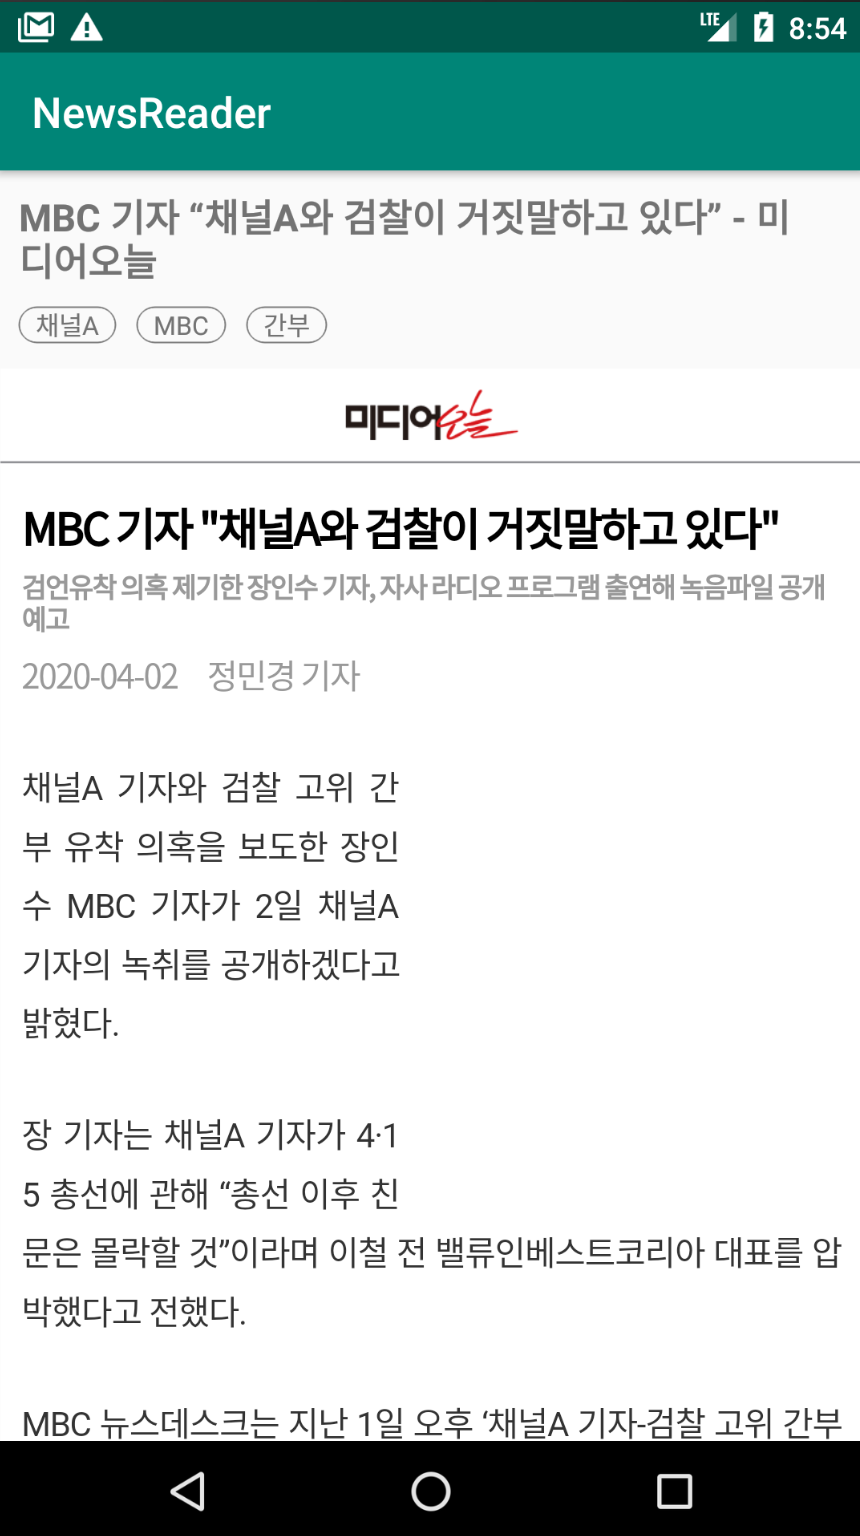 LTE 8:54
NewsReader
MBC 기자 “채널A와 검찰이 거짓말하고 있다” - 미
디어오늘
채널A MBC 간부
미디어오늘
MBC 기자 "채널A와 검찰이 거짓말하고 있다"
검언유착 의혹 제기한 장인수 기자, 자사 라디오 프로그램 출연해 녹음파일 공개
예고
2020-04-02 정민경 기자
채널A 기자와 검찰 고위 간
부 유착 의혹을 보도한 장인
수 MBC 기자가 2일 채널A
기자의 녹취를 공개하겠다고
밝혔다.
장 기자는 채널A 기자가 4·1
5 총선에 관해 “총선 이후 친
문은 몰락할 것”이라며 이철 전 밸류인베스트코리아 대표를 압
박했다고 전했다.
MBC 뉴스데스크는 지난 1일 오후 ‘채널A 기자-검찰 고위 간부